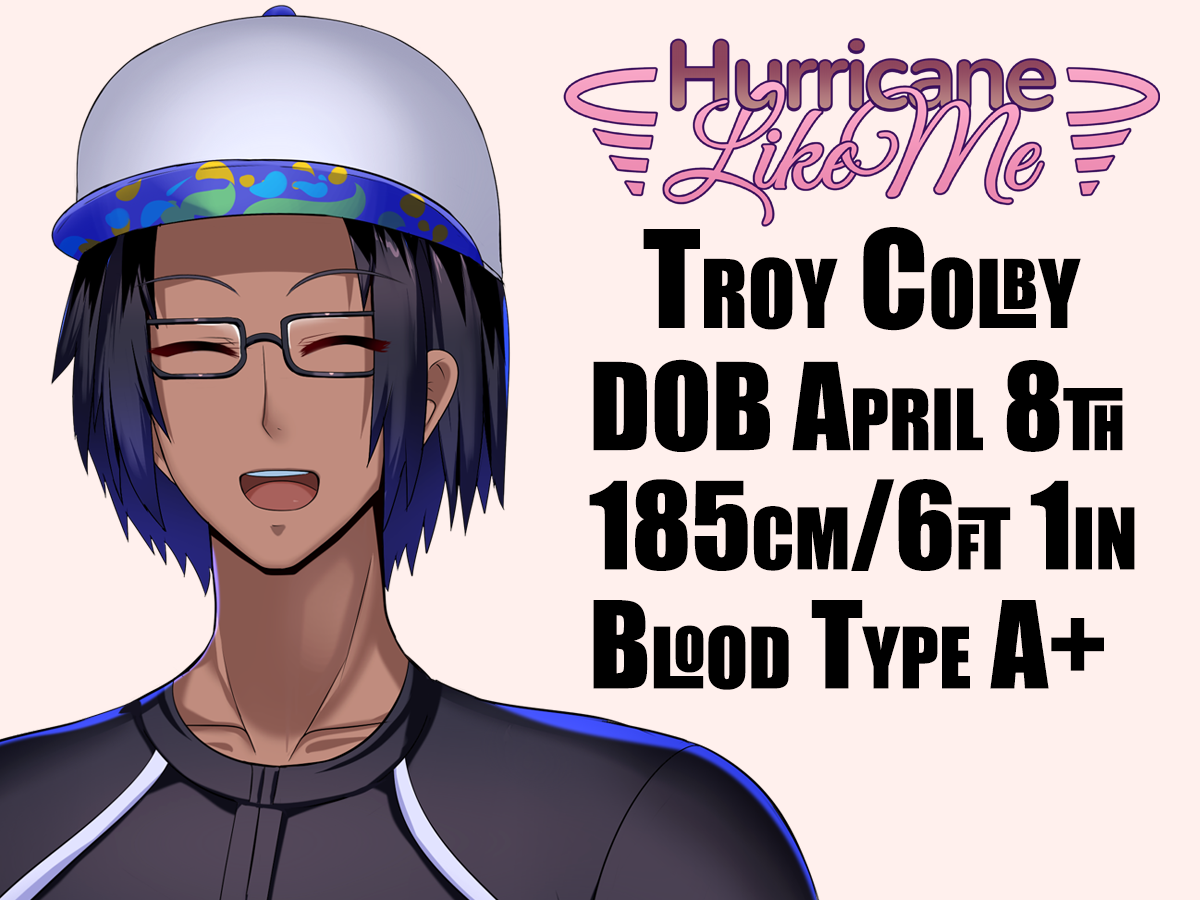 Hurricane
Like Me
Troy Colby
DOB April 8th
185cm/6ft 1in
Blood Type A+